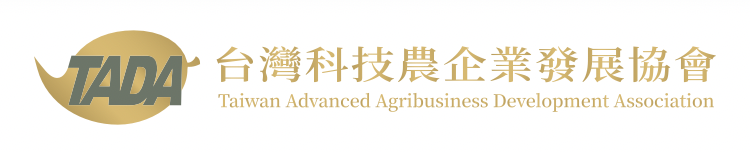 TADA
台灣科技農企業發展協會
Taiwan Advanced Agribusiness Development Association